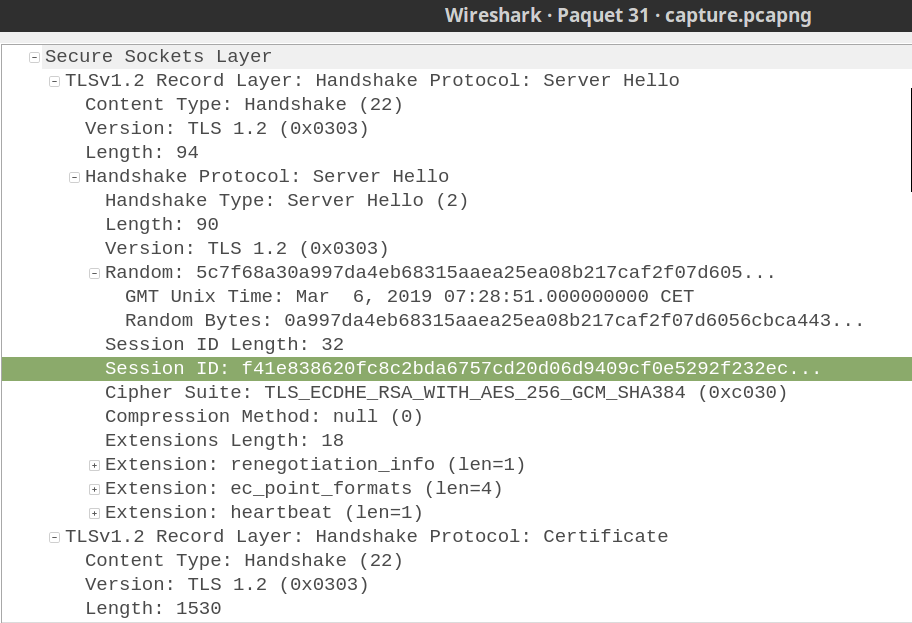 Wireshark · Paquet 31 · capture.pcapng
Secure Sockets Layer
TLSv1.2 Record Layer: Handshake Protocol: Server Hello
Content Type: Handshake (22)
Version: TLS 1.2 (0x0303)
Length: 94
Handshake Protocol: Server Hello
Handshake Type: Server Hello (2)
Length: 90
Version: TLS 1.2 (0x0303)
Random: 5c7f68a30a997da4eb68315aaea25ea08b217caf2f07d605...
GMT Unix Time: Mar  6, 2019 07:28:51.000000000 CET
Random Bytes: 0a997da4eb68315aaea25ea08b217caf2f07d6056cbca443...
Session ID Length: 32
Session ID: f41e838620fc8c2bda6757cd20d06d9409cf0e5292f232ec...
Cipher Suite: TLS_ECDHE_RSA_WITH_AES_256_GCM_SHA384 (0xc030)
Compression Method: null (0)
Extensions Length: 18
Extension: renegotiation_info (len=1)
Extension: ec_point_formats (len=4)
Extension: heartbeat (len=1)
TLSv1.2 Record Layer: Handshake Protocol: Certificate
Content Type: Handshake (22)
Version: TLS 1.2 (0x0303)
Length: 1530